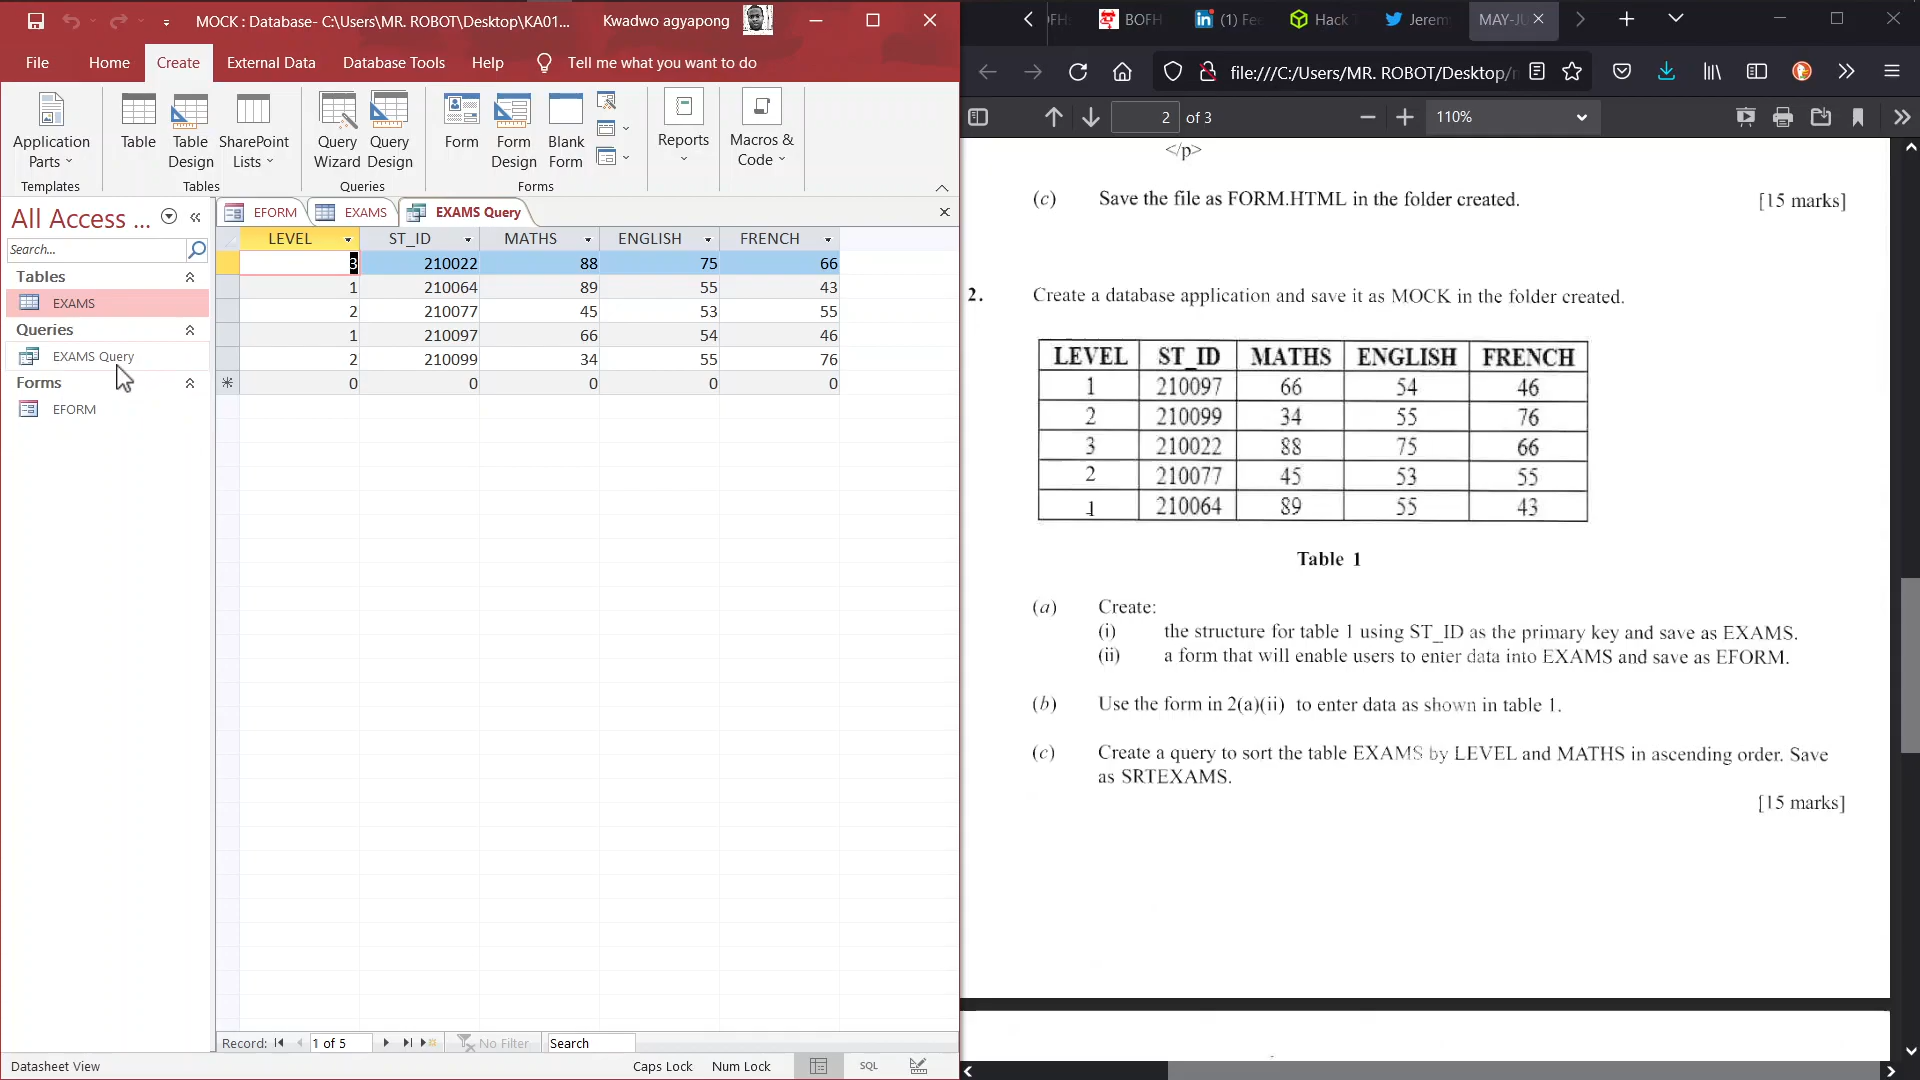 MOCK : Database- C:\Users\MR. ROBOT\Desktop\KA01...
Kwadwo agyapong
File
Home
Create
External Data
Database Tools
Help
Tell me what you want to do
Application Parts
Table
Table Design
SharePoint Lists
Query Wizard
Query Design
Form
Form Design
Blank Form
Reports
Macros & Code
Templates
Tables
Queries
Forms
All Access ...
Search...
Tables
EXAMS
Queries
EXAMS Query
Forms
EFORM
EFORM
EXAMS
EXAMS Query
LEVEL ST_ID MATHS ENGLISH FRENCH
3 210022 88 75 66
1 210064 89 55 43
2 210077 45 53 55
1 210097 66 54 46
2 210099 34 55 76
0 0 0 0 0
Record: 1 of 5 No Filter Search
Datasheet View
Caps Lock
Num Lock
SQL
BOFH
(1) Fe
Hack
Jerem
MAY-JU
file:///C:/Users/MR. ROBOT/Desktop/
2 of 3
110%
</p>
(c) Save the file as FORM.HTML in the folder created. [15 marks]
2. Create a database application and save it as MOCK in the folder created.
LEVEL ST_ID MATHS ENGLISH FRENCH
1 210097 66 54 46
2 210099 34 55 76
3 210022 88 75 66
2 210077 45 53 55
1 210064 89 55 43
Table 1
(a) Create:
(i) the structure for table 1 using ST_ID as the primary key and save as EXAMS.
(ii) a form that will enable users to enter data into EXAMS and save as EFORM.
(b) Use the form in 2(a)(ii) to enter data as shown in table 1.
(c) Create a query to sort the table EXAMS by LEVEL and MATHS in ascending order. Save
as SRTEXAMS.
[15 marks]